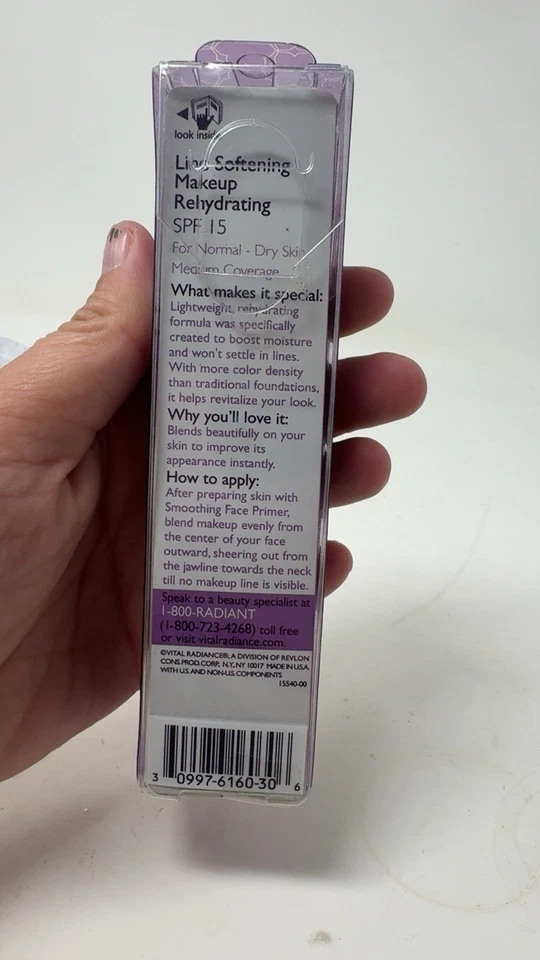 look inside
Line Softening
Makeup
Rehydrating
SPF 15
For Normal - Dry Skin
Medium Coverage
What makes it special:
Lightweight, rehydrating
formula was specifically
created to boost moisture
and won't settle in lines.
With more color density
than traditional foundations,
it helps revitalize your look.
Why you'll love it:
Blends beautifully on your
skin to improve its
appearance instantly.
How to apply:
After preparing skin with
Smoothing Face Primer,
blend makeup evenly from
the center of your face
outward, sheering out from
the jawline towards the neck
till no makeup line is visible.
Speak to a beauty specialist at
1-800-RADIANT
(1-800-723-4268) toll free
or visit vitalradiance.com.
©VITAL RADIANCE®, A DIVISION OF REVLON
CONS. PROD. CORP., N.Y., NY 10017 MADE IN U.S.A.
WITH U.S. AND NON-U.S. COMPONENTS
15540-00
3 0997-6160-30 6